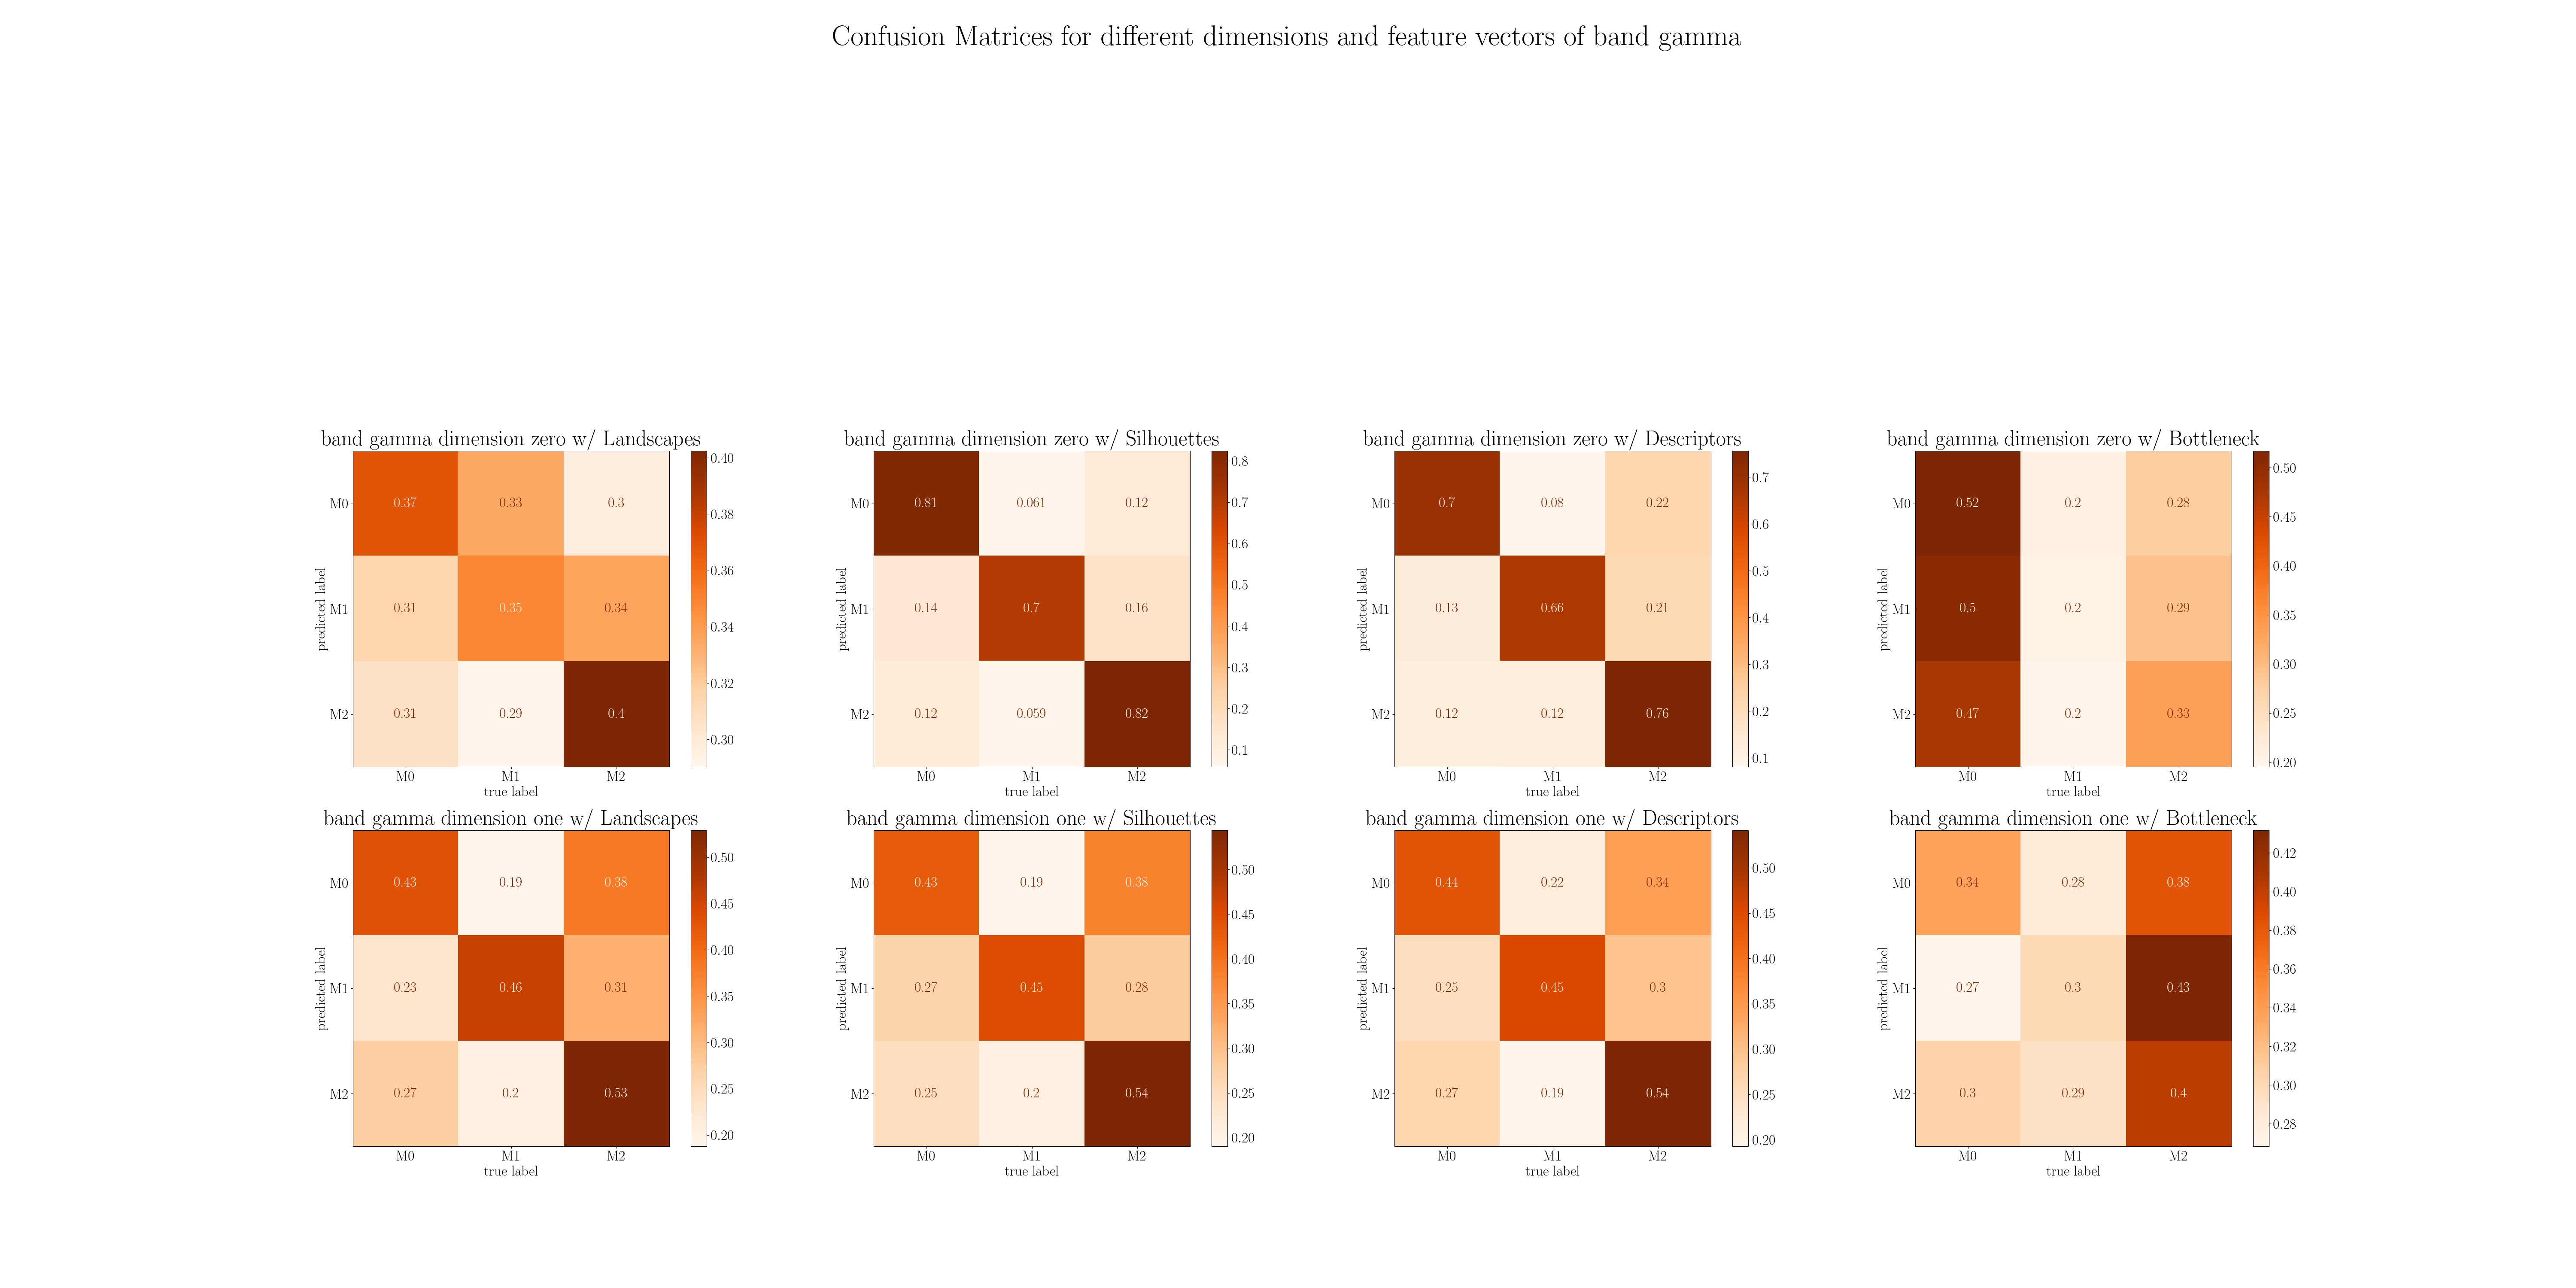 Confusion Matrices for different dimensions and feature vectors of band gamma
band gamma dimension zero w/ Landscapes
0.40
0.38
0.36
0.34
0.32
0.30
predicted label
M0
0.37
0.33
0.3
M1
0.31
0.35
0.34
M2
0.31
0.29
0.4
M0
M1
M2
true label
band gamma dimension zero w/ Silhouettes
0.8
0.7
0.6
0.5
0.4
0.3
0.2
0.1
predicted label
M0
0.81
0.061
0.12
M1
0.14
0.7
0.16
M2
0.12
0.059
0.82
M0
M1
M2
true label
band gamma dimension zero w/ Descriptors
0.7
0.6
0.5
0.4
0.3
0.2
0.1
predicted label
M0
0.7
0.08
0.22
M1
0.13
0.66
0.21
M2
0.12
0.12
0.76
M0
M1
M2
true label
band gamma dimension zero w/ Bottleneck
0.50
0.45
0.40
0.35
0.30
0.25
0.20
predicted label
M0
0.52
0.2
0.28
M1
0.5
0.2
0.29
M2
0.47
0.2
0.33
M0
M1
M2
true label
band gamma dimension one w/ Landscapes
0.50
0.45
0.40
0.35
0.30
0.25
0.20
predicted label
M0
0.43
0.19
0.38
M1
0.23
0.46
0.31
M2
0.27
0.2
0.53
M0
M1
M2
true label
band gamma dimension one w/ Silhouettes
0.50
0.45
0.40
0.35
0.30
0.25
0.20
predicted label
M0
0.43
0.19
0.38
M1
0.27
0.45
0.28
M2
0.25
0.2
0.54
M0
M1
M2
true label
band gamma dimension one w/ Descriptors
0.50
0.45
0.40
0.35
0.30
0.25
0.20
predicted label
M0
0.44
0.22
0.34
M1
0.25
0.45
0.3
M2
0.27
0.19
0.54
M0
M1
M2
true label
band gamma dimension one w/ Bottleneck
0.42
0.40
0.38
0.36
0.34
0.32
0.30
0.28
predicted label
M0
0.34
0.28
0.38
M1
0.27
0.3
0.43
M2
0.3
0.29
0.4
M0
M1
M2
true label